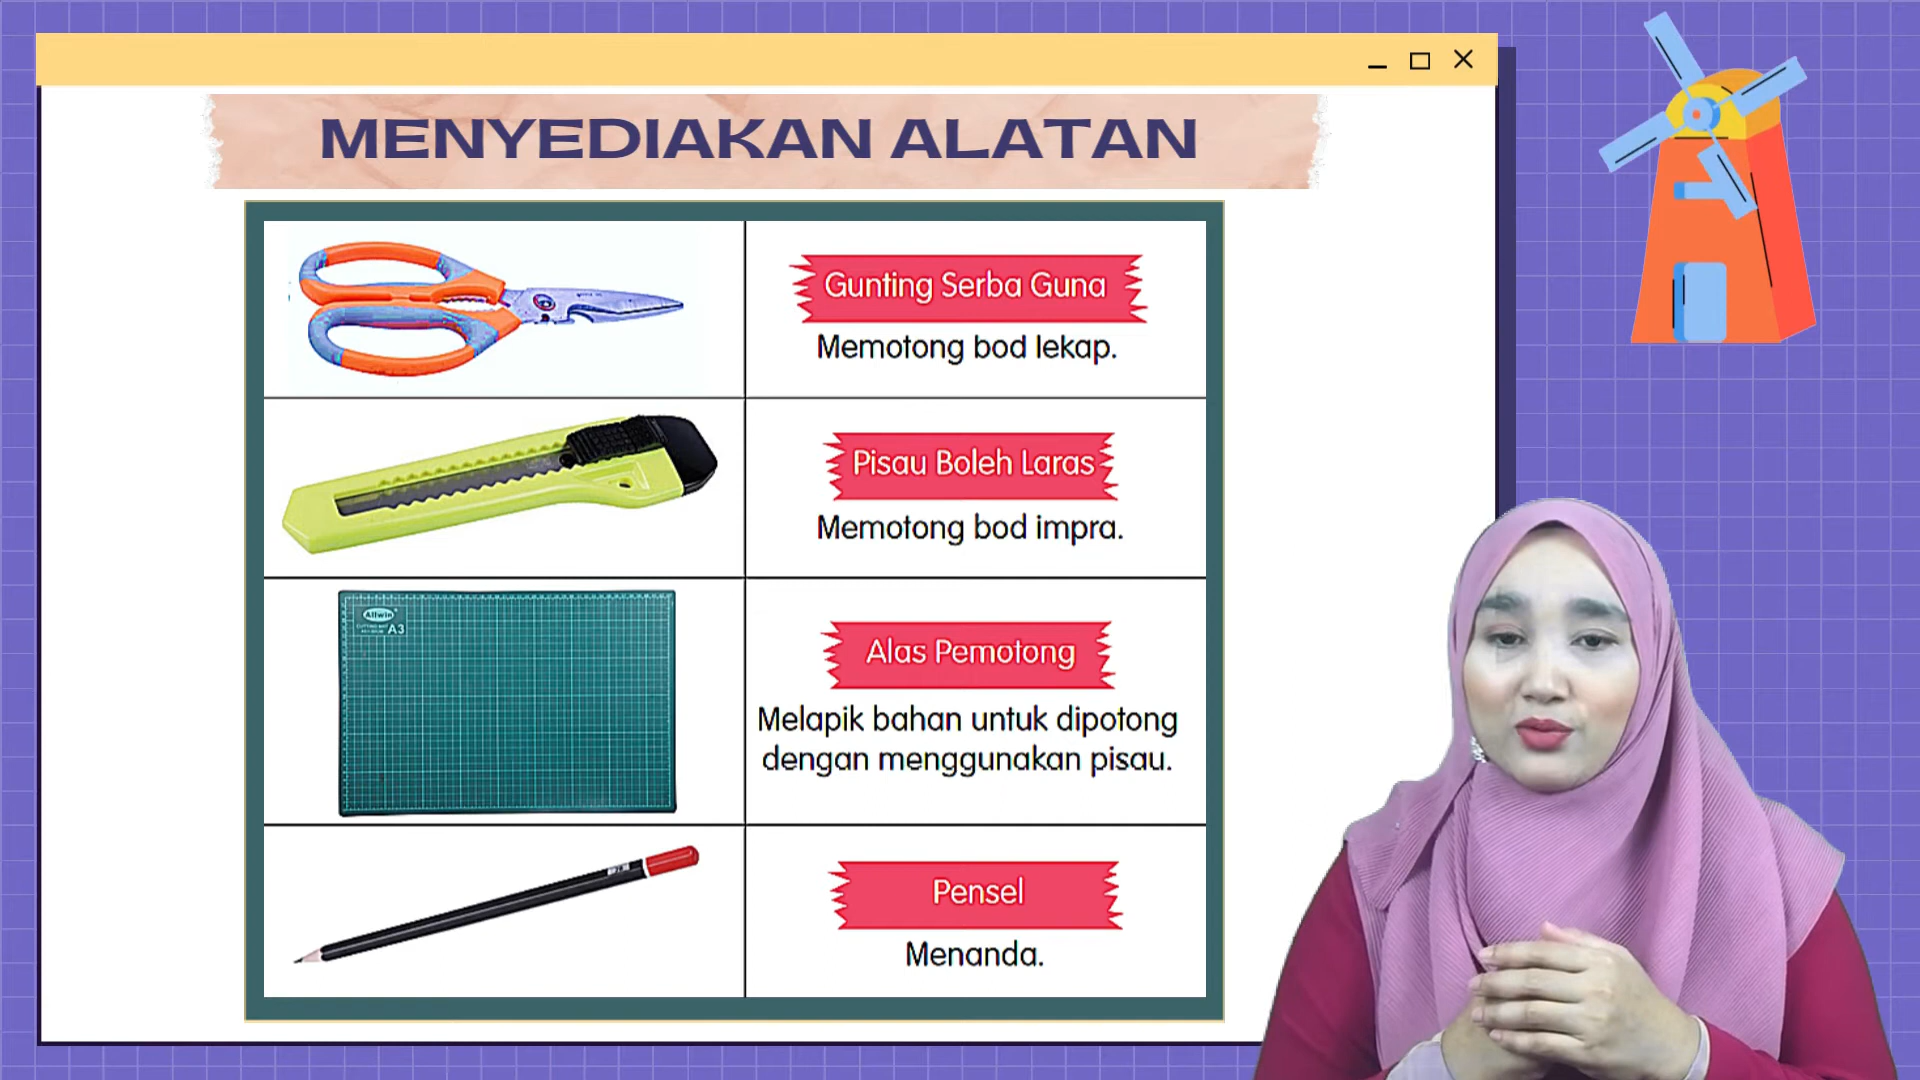 MENYEDIAKAN ALATAN
Gunting Serba Guna
Memotong bod lekap.
Pisau Boleh Laras
Memotong bod impra.
A3
Alas Pemotong
Melapik bahan untuk dipotong
dengan menggunakan pisau.
Pensel
Menanda.